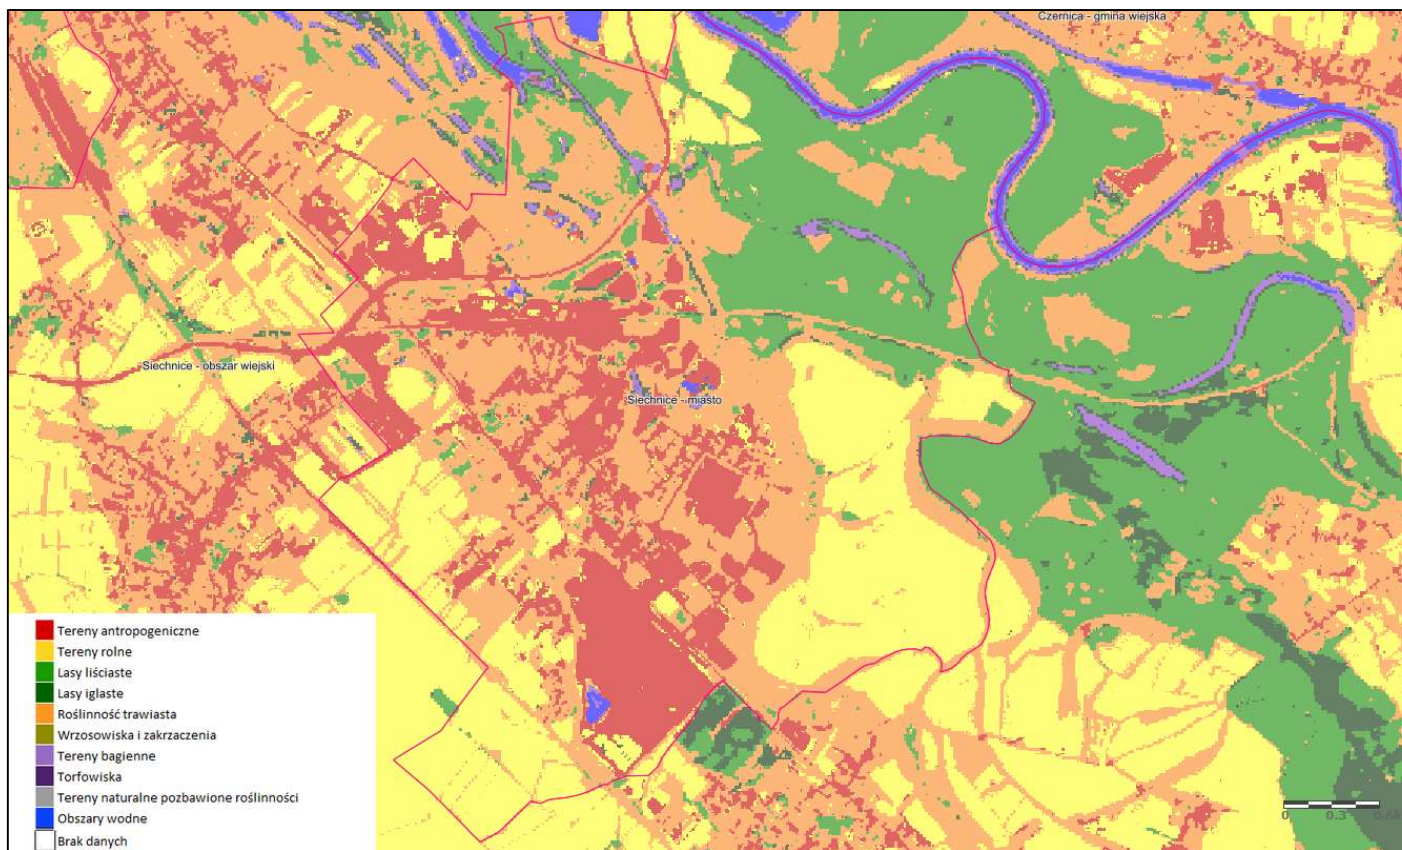 Czernica - gmina wiejska
Siechnice - obszar wiejski
Siechnice - miasto
Tereny antropogeniczne
Tereny rolne
Lasy liściaste
Lasy iglaste
Roślinność trawiasta
Wrzosowiska i zakrzaczenia
Tereny bagienne
Torfowiska
Tereny naturalne pozbawione roślinności
Obszary wodne
Brak danych
0 0.3